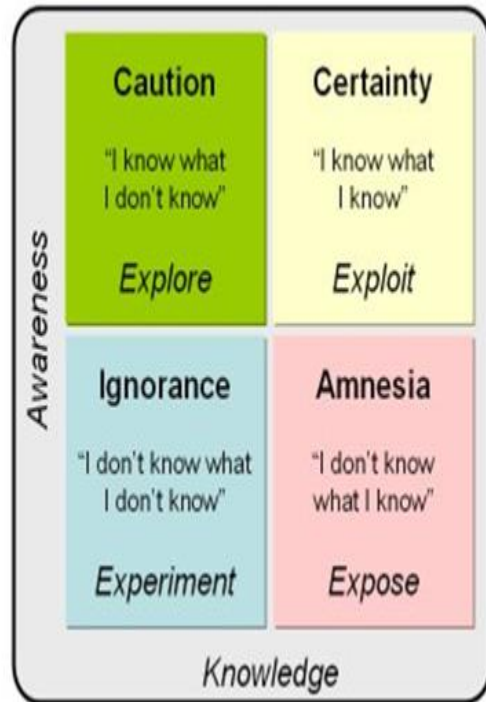 Awareness
Caution
“I know what
I don't know”
Explore
Certainty
“I know what
I know”
Exploit
Ignorance
“I don't know what
I don't know”
Experiment
Amnesia
“I don't know
what I know”
Expose
Knowledge